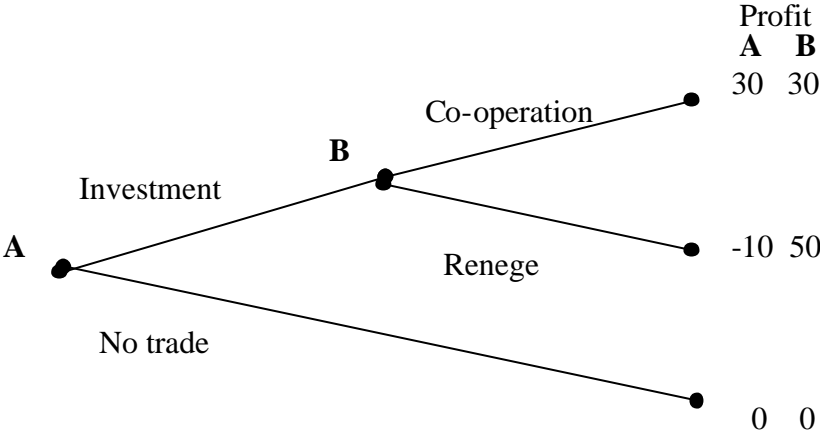 Profit
A B
30 30
Co-operation
B
Investment
A
-10 50
Renege
No trade
0 0